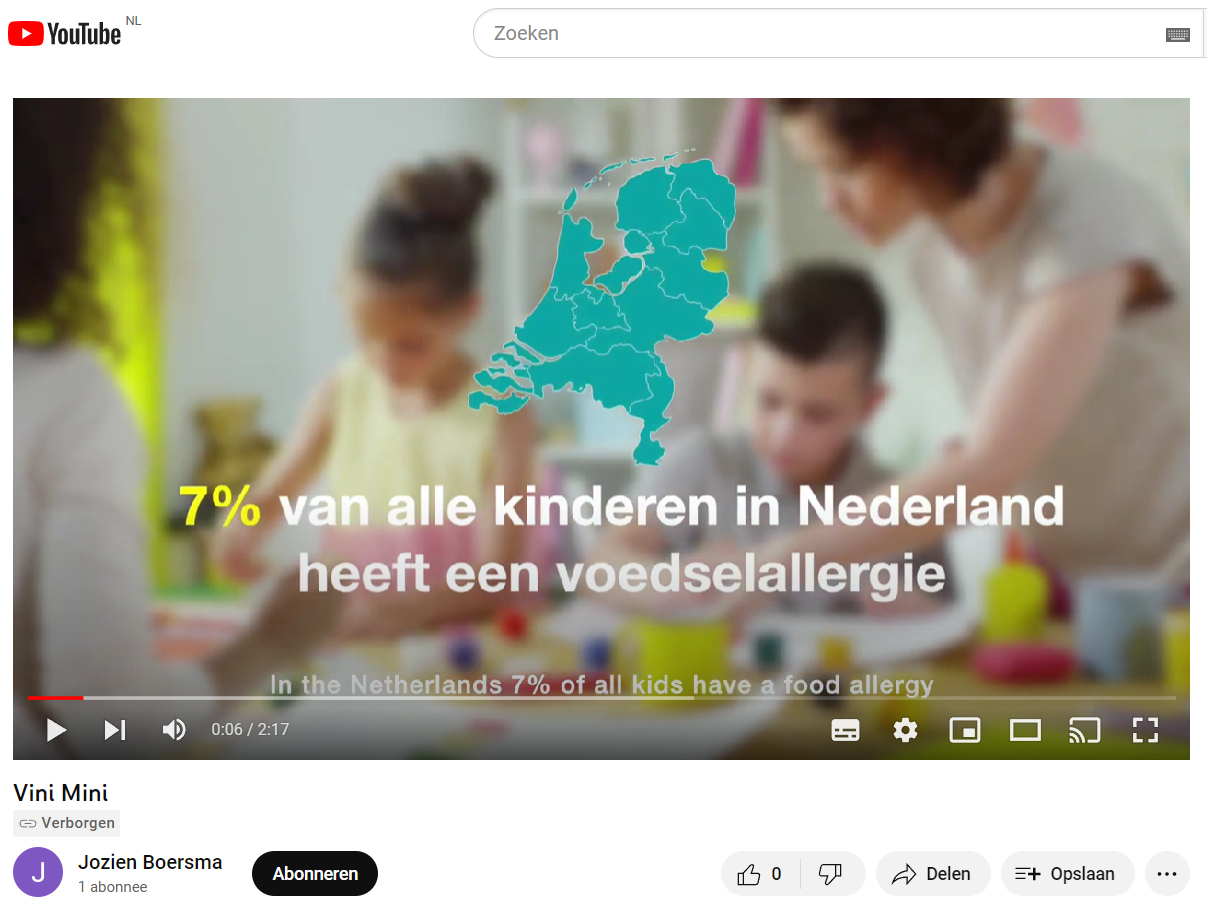 YouTube NL
Zoeken
7% van alle kinderen in Nederland
heeft een voedselallergie
In the Netherlands 7% of all kids have a food allergy
0:06 / 2:17
Vini Mini
Verborgen
J
Jozien Boersma
1 abonnee
Abonneren
0
Delen
Opslaan